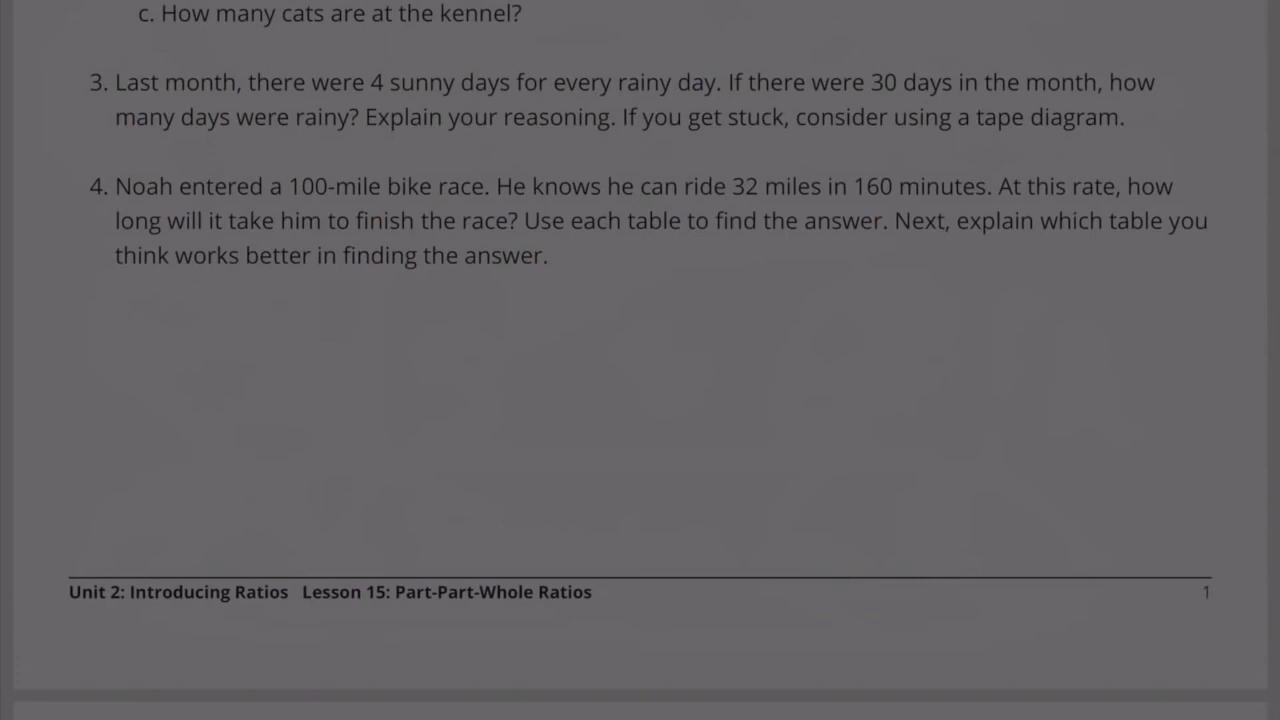 c. How many cats are at the kennel?
3. Last month, there were 4 sunny days for every rainy day. If there were 30 days in the month, how
many days were rainy? Explain your reasoning. If you get stuck, consider using a tape diagram.
4. Noah entered a 100-mile bike race. He knows he can ride 32 miles in 160 minutes. At this rate, how
long will it take him to finish the race? Use each table to find the answer. Next, explain which table you
think works better in finding the answer.
Unit 2: Introducing Ratios Lesson 15: Part-Part-Whole Ratios 1